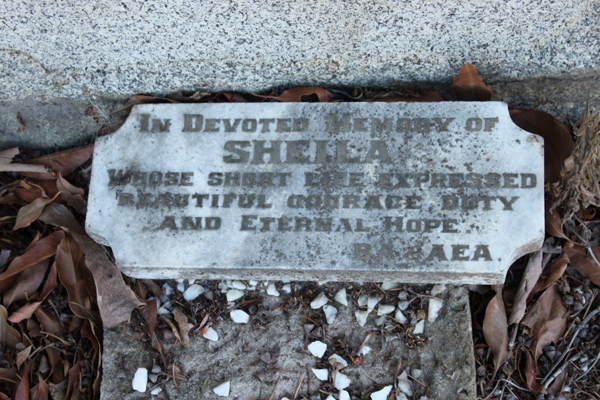 IN DEVOTED MEMORY OF
SHEILA
WHOSE SHORT LIFE EXPRESSED
BEAUTIFUL COURAGE, DUTY
AND ETERNAL HOPE